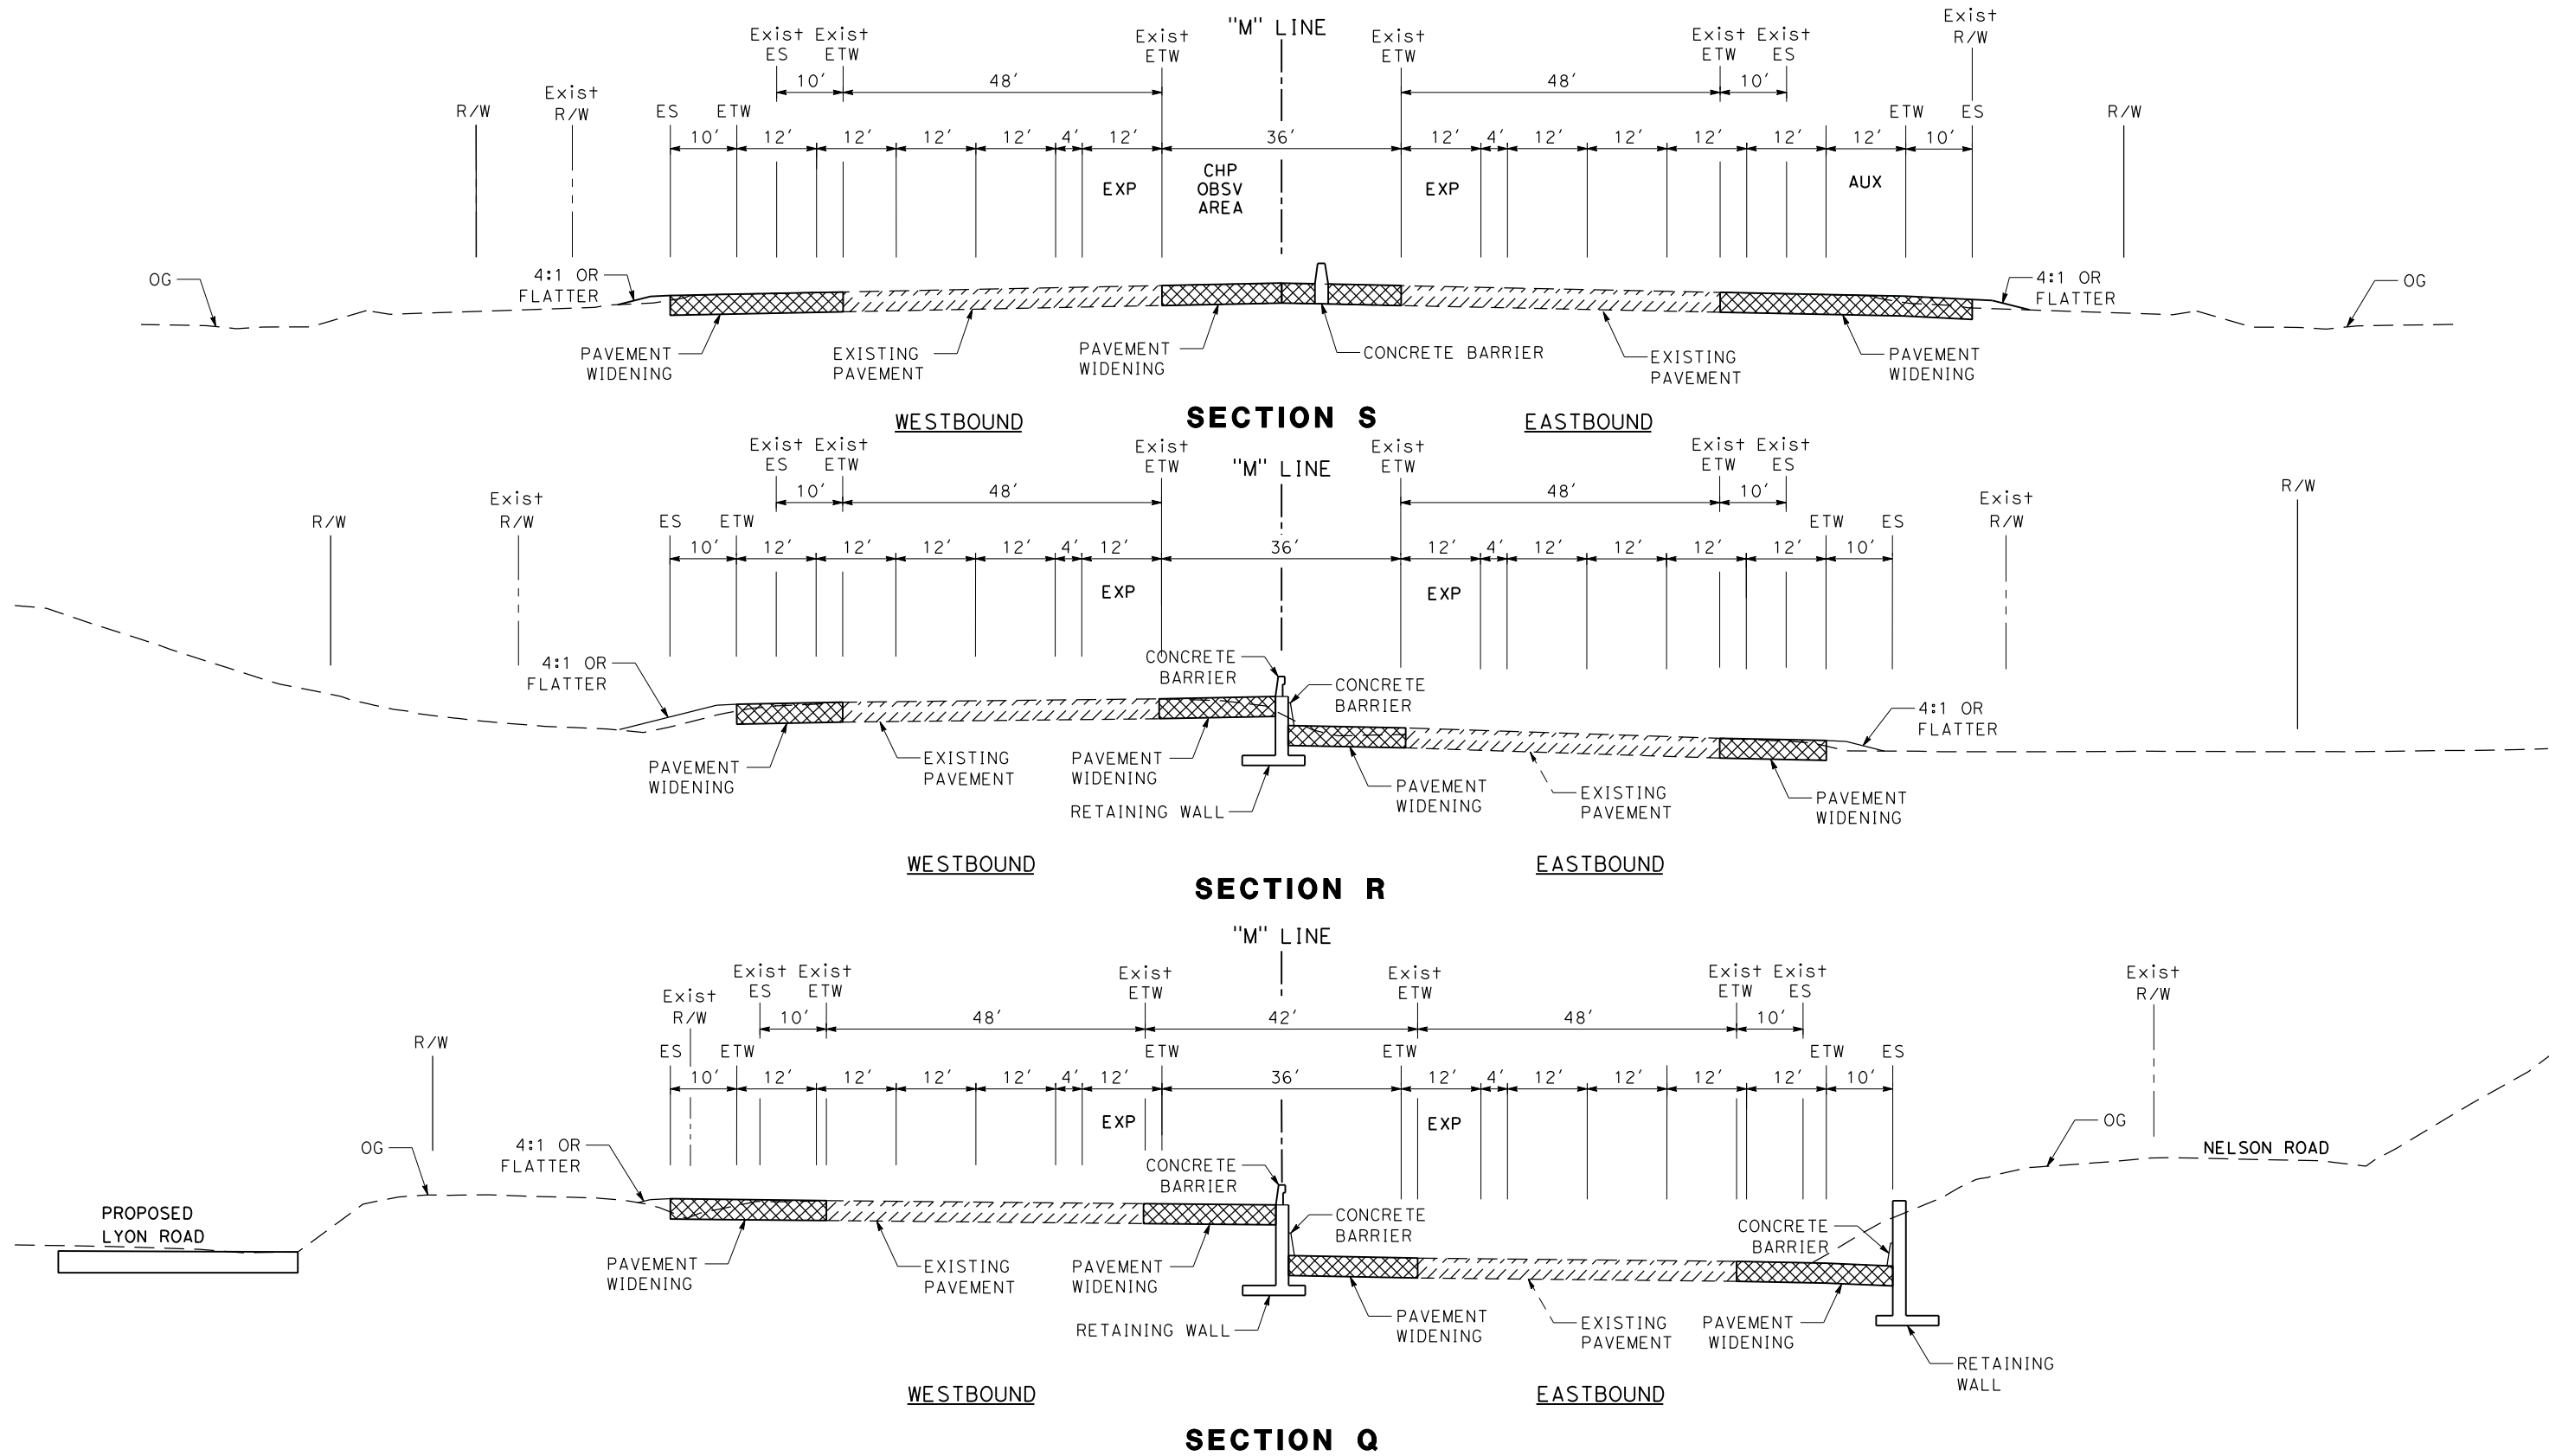 "M" LINE
Exist
R/W
Exist
ES
Exist
ETW
Exist
ETW
Exist
ETW
Exist
ETW
Exist
ES
10' 48' 48' 10'
Exist
R/W
R/W ES ETW ETW ES R/W
10' 12' 12' 12' 12' 4' 12' 36' 12' 4' 12' 12' 12' 12' 12' 10'
EXP
CHP
OBSV
AREA
EXP
AUX
OG
4:1 OR
FLATTER
4:1 OR
FLATTER
OG
PAVEMENT
WIDENING
EXISTING
PAVEMENT
PAVEMENT
WIDENING
CONCRETE BARRIER
EXISTING
PAVEMENT
PAVEMENT
WIDENING
WESTBOUND
SECTION S
EASTBOUND
Exist
ES
Exist
ETW
Exist
ETW
"M" LINE
Exist
ETW
Exist
ETW
Exist
ES
10' 48' 48' 10'
R/W
R/W
Exist
R/W
ES ETW ETW ES
Exist
R/W
10' 12' 12' 12' 12' 4' 12' 36' 12' 4' 12' 12' 12' 12' 10'
EXP
EXP
4:1 OR
FLATTER
CONCRETE
BARRIER
CONCRETE
BARRIER
4:1 OR
FLATTER
PAVEMENT
WIDENING
EXISTING
PAVEMENT
PAVEMENT
WIDENING
RETAINING WALL
PAVEMENT
WIDENING
EXISTING
PAVEMENT
PAVEMENT
WIDENING
WESTBOUND
EASTBOUND
SECTION R
"M" LINE
Exist
ES
Exist
ETW
Exist
ETW
Exist
ETW
Exist
ETW
Exist
ES
Exist
R/W
Exist
R/W
10' 48' 42' 48' 10'
R/W
ES ETW ETW ETW ETW ES
10' 12' 12' 12' 12' 4' 12' 36' 12' 4' 12' 12' 12' 12' 10'
EXP
EXP
OG
4:1 OR
FLATTER
OG
NELSON ROAD
PROPOSED
LYON ROAD
CONCRETE
BARRIER
CONCRETE
BARRIER
CONCRETE
BARRIER
PAVEMENT
WIDENING
EXISTING
PAVEMENT
PAVEMENT
WIDENING
RETAINING WALL
PAVEMENT
WIDENING
EXISTING
PAVEMENT
PAVEMENT
WIDENING
RETAINING
WALL
WESTBOUND
EASTBOUND
SECTION Q